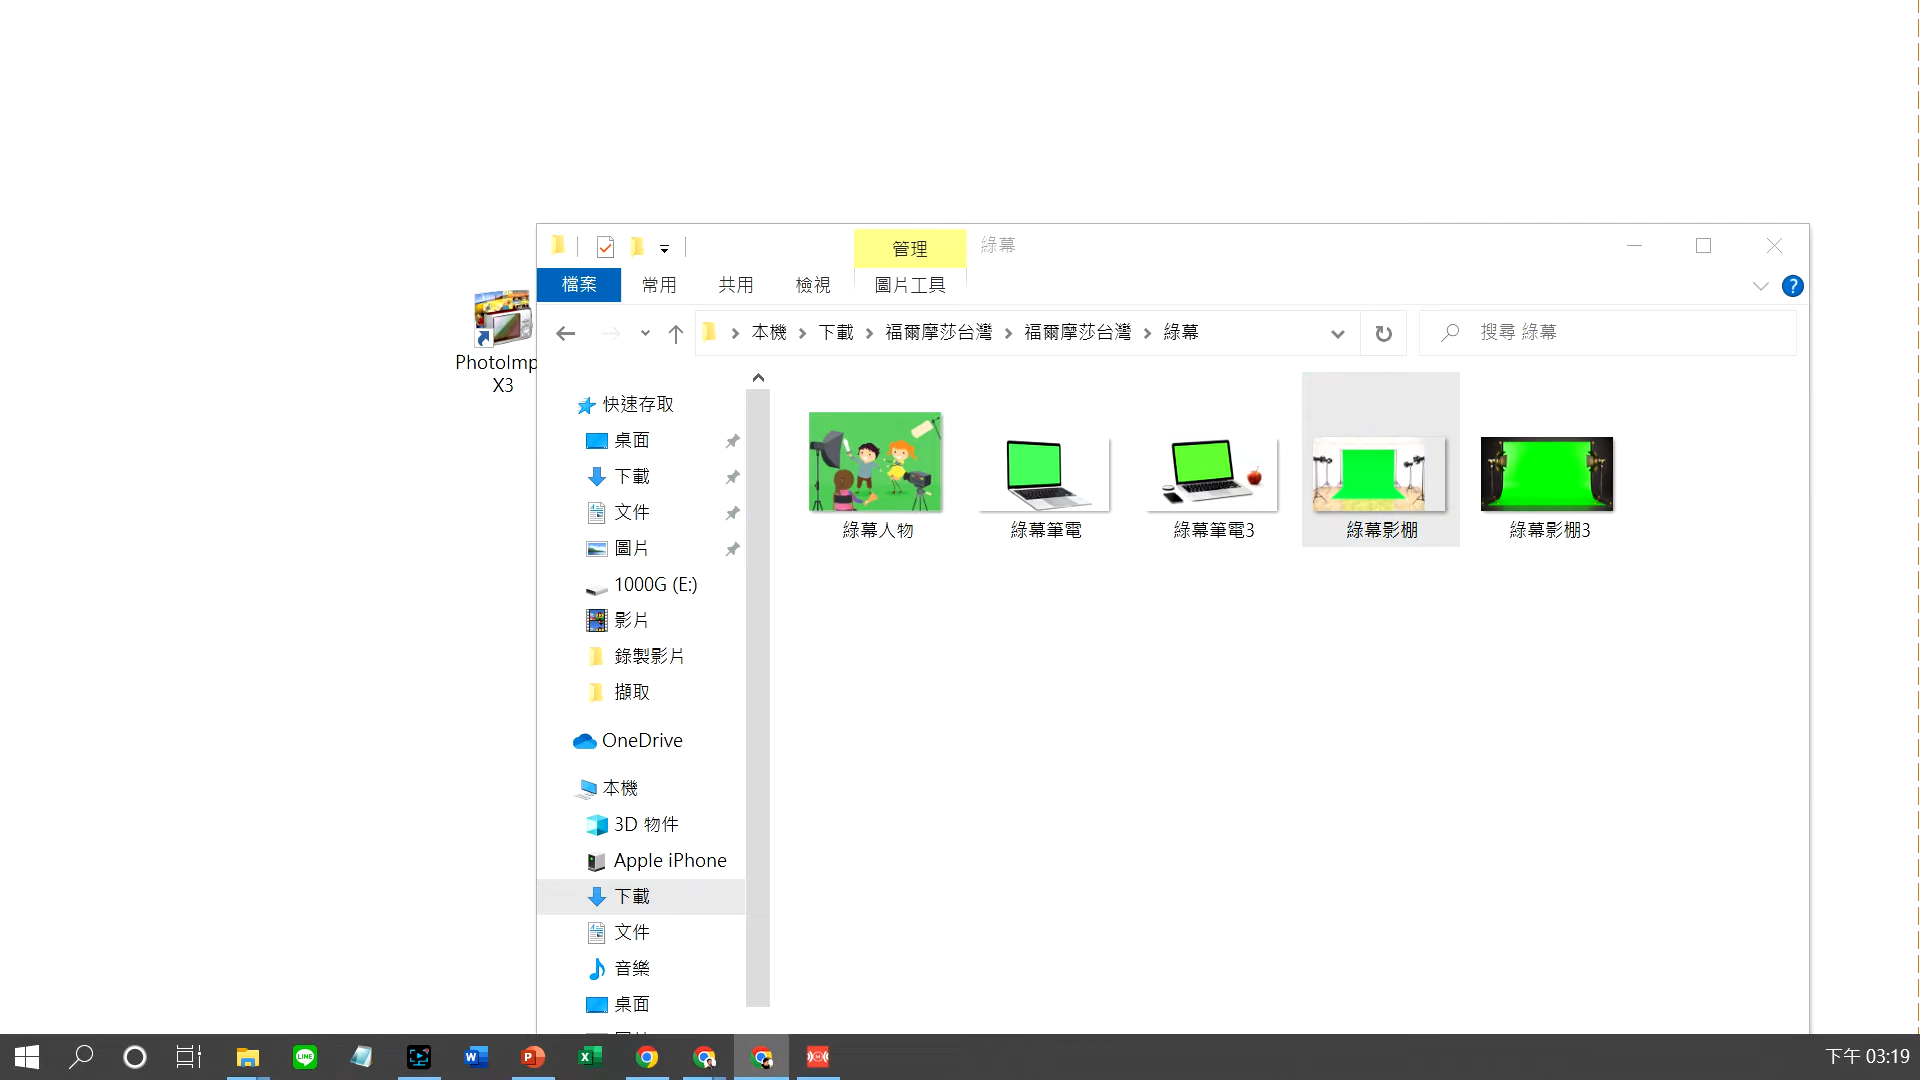 管理
綠幕
檔案
常用
共用
檢視
圖片工具
本機
下載
福爾摩莎台灣
福爾摩莎台灣
綠幕
搜尋 綠幕
PhotoImp
X3
快速存取
桌面
下載
文件
圖片
1000G (E:)
影片
錄製影片
擷取
OneDrive
本機
3D 物件
Apple iPhone
下載
文件
音樂
桌面
綠幕人物
綠幕筆電
綠幕筆電3
綠幕影棚
綠幕影棚3
下午 03:19